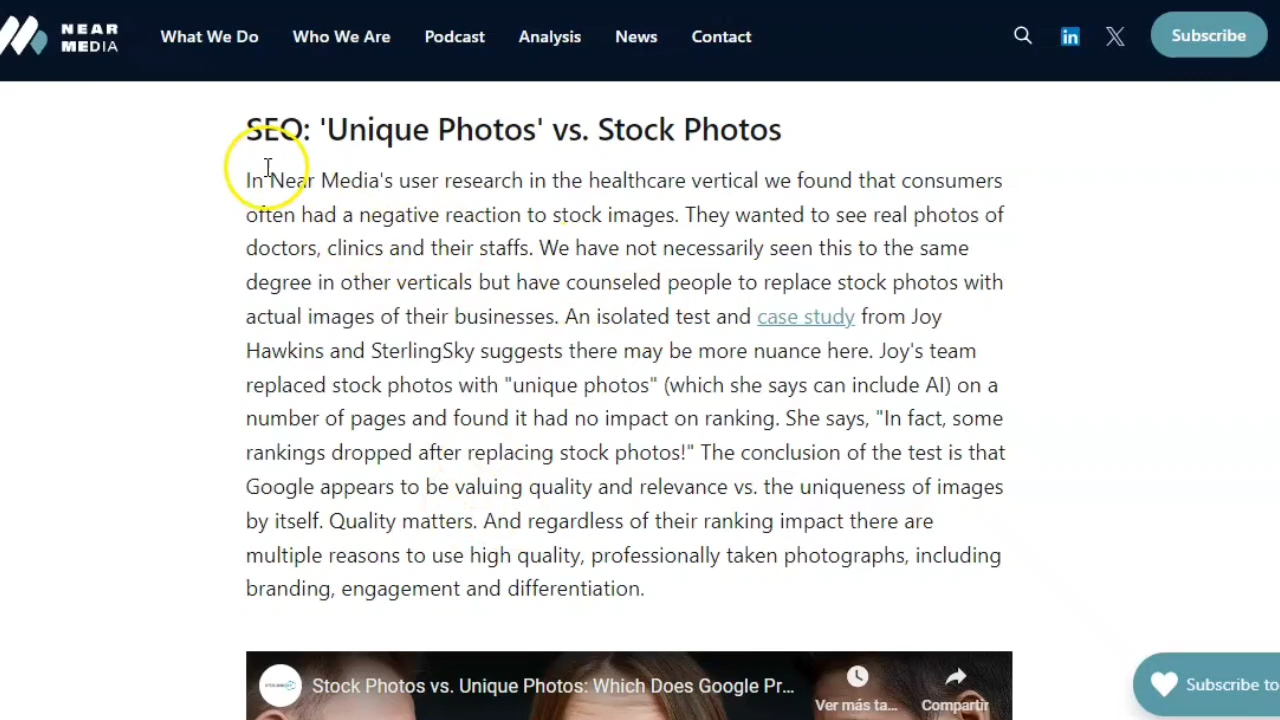 NEAR
MEDIA
What We Do
Who We Are
Podcast
Analysis
News
Contact
in
Subscribe
SEO: 'Unique Photos' vs. Stock Photos
In Near Media's user research in the healthcare vertical we found that consumers
often had a negative reaction to stock images. They wanted to see real photos of
doctors, clinics and their staffs. We have not necessarily seen this to the same
degree in other verticals but have counseled people to replace stock photos with
actual images of their businesses. An isolated test and case study from Joy
Hawkins and SterlingSky suggests there may be more nuance here. Joy's team
replaced stock photos with "unique photos" (which she says can include AI) on a
number of pages and found it had no impact on ranking. She says, "In fact, some
rankings dropped after replacing stock photos!" The conclusion of the test is that
Google appears to be valuing quality and relevance vs. the uniqueness of images
by itself. Quality matters. And regardless of their ranking impact there are
multiple reasons to use high quality, professionally taken photographs, including
branding, engagement and differentiation.
Stock Photos vs. Unique Photos: Which Does Google Pr...
Ver más ta...
Compartir
Subscribe to